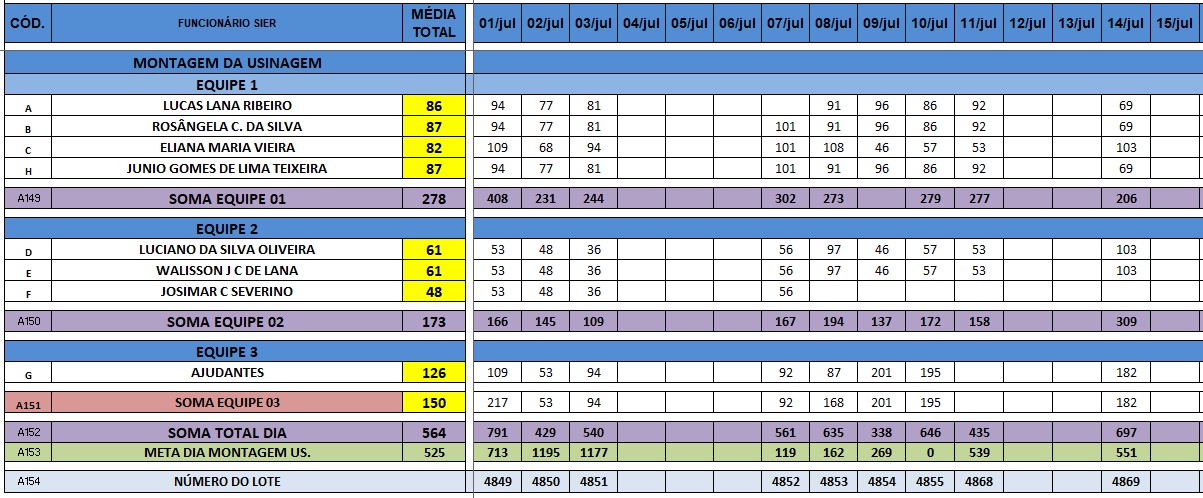 CÓD. FUNCIONÁRIO SIER MÉDIA TOTAL 01/jul 02/jul 03/jul 04/jul 05/jul 06/jul 07/jul 08/jul 09/jul 10/jul 11/jul 12/jul 13/jul 14/jul 15/jul
MONTAGEM DA USINAGEM
EQUIPE 1
A LUCAS LANA RIBEIRO 86 94 77 81 91 96 86 92 69
B ROSÂNGELA C. DA SILVA 87 94 77 81 101 91 96 86 92 69
C ELIANA MARIA VIEIRA 82 109 68 94 101 108 46 57 53 103
H JUNIO GOMES DE LIMA TEIXEIRA 87 94 77 81 101 91 96 86 92 69
A149 SOMA EQUIPE 01 278 408 231 244 302 273 279 277 206
EQUIPE 2
D LUCIANO DA SILVA OLIVEIRA 61 53 48 36 56 97 46 57 53 103
E WALISSON J C DE LANA 61 53 48 36 56 97 46 57 53 103
F JOSIMAR C SEVERINO 48 53 48 36 56
A150 SOMA EQUIPE 02 173 166 145 109 167 194 137 172 158 309
EQUIPE 3
G AJUDANTES 126 109 53 94 92 87 201 195 182
A151 SOMA EQUIPE 03 150 217 53 94 92 168 201 195 182
A152 SOMA TOTAL DIA 564 791 429 540 561 635 338 646 435 697
A153 META DIA MONTAGEM US. 525 713 1195 1177 119 162 269 0 539 551
A154 NÚMERO DO LOTE 4849 4850 4851 4852 4853 4854 4855 4868 4869